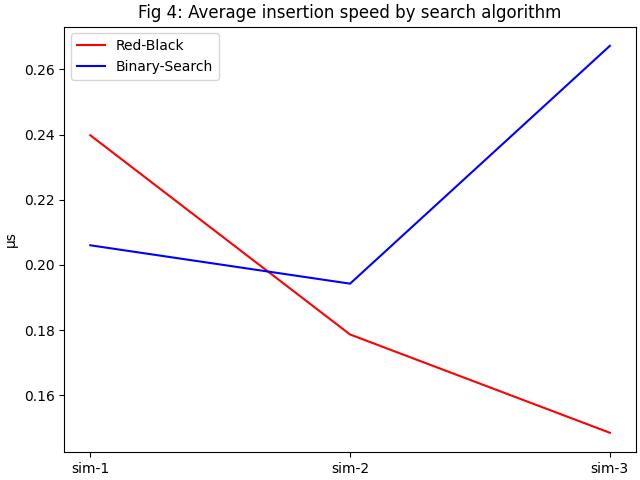 Fig 4: Average insertion speed by search algorithm
Red-Black
Binary-Search
µs
0.26
0.24
0.22
0.20
0.18
0.16
sim-1
sim-2
sim-3